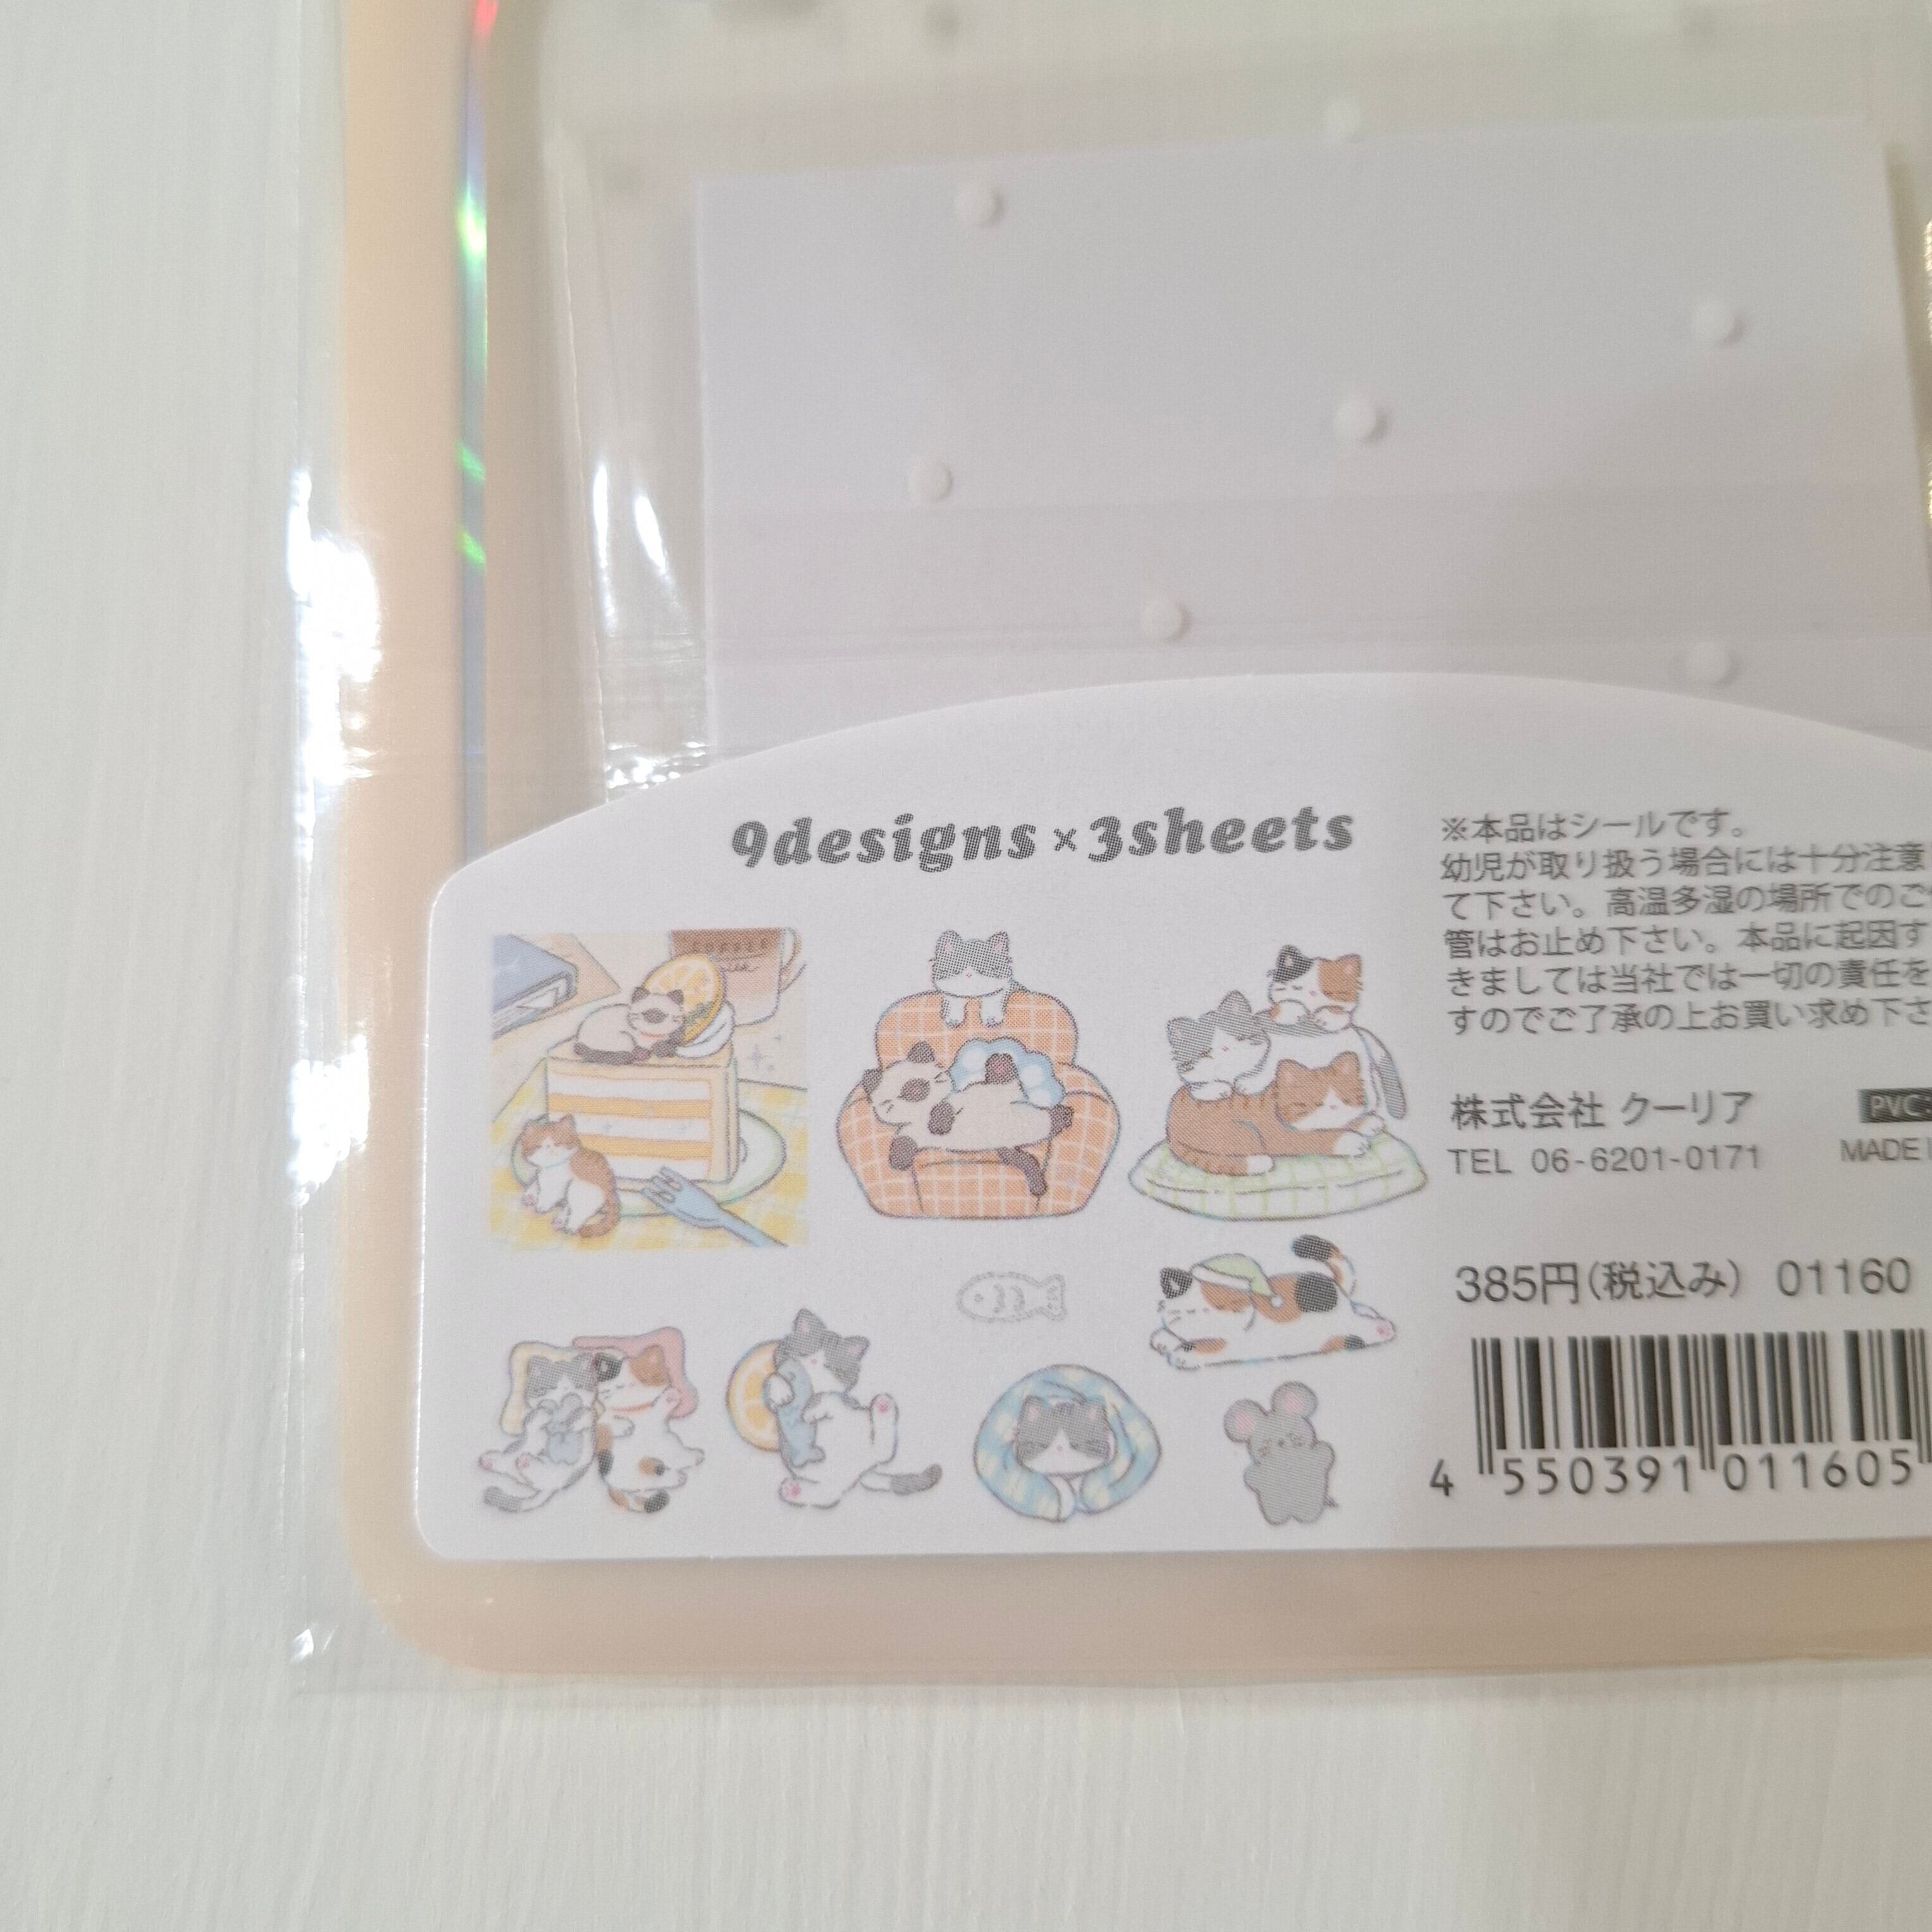 9designs×3sheets
COFFEE
milk
※本品はシールです。
幼児が取り扱う場合には十分注意
て下さい。高温多湿の場所でのご
管はお止め下さい。本品に起因す
きましては当社では一切の責任を
すのでご了承の上お買い求め下さ
株式会社 クーリア
PVC
TEL 06-6201-0171
MADE
385円(税込み) 01160
4 550391 011605